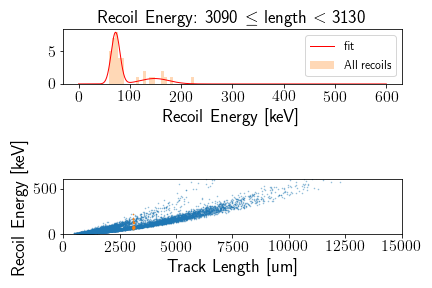 Recoil Energy: 3090 ≤ length < 3130
5
0
fit
All recoils
0 100 200 300 400 500 600
Recoil Energy [keV]
Recoil Energy [keV]
500
0
0 2500 5000 7500 10000 12500 15000
Track Length [um]